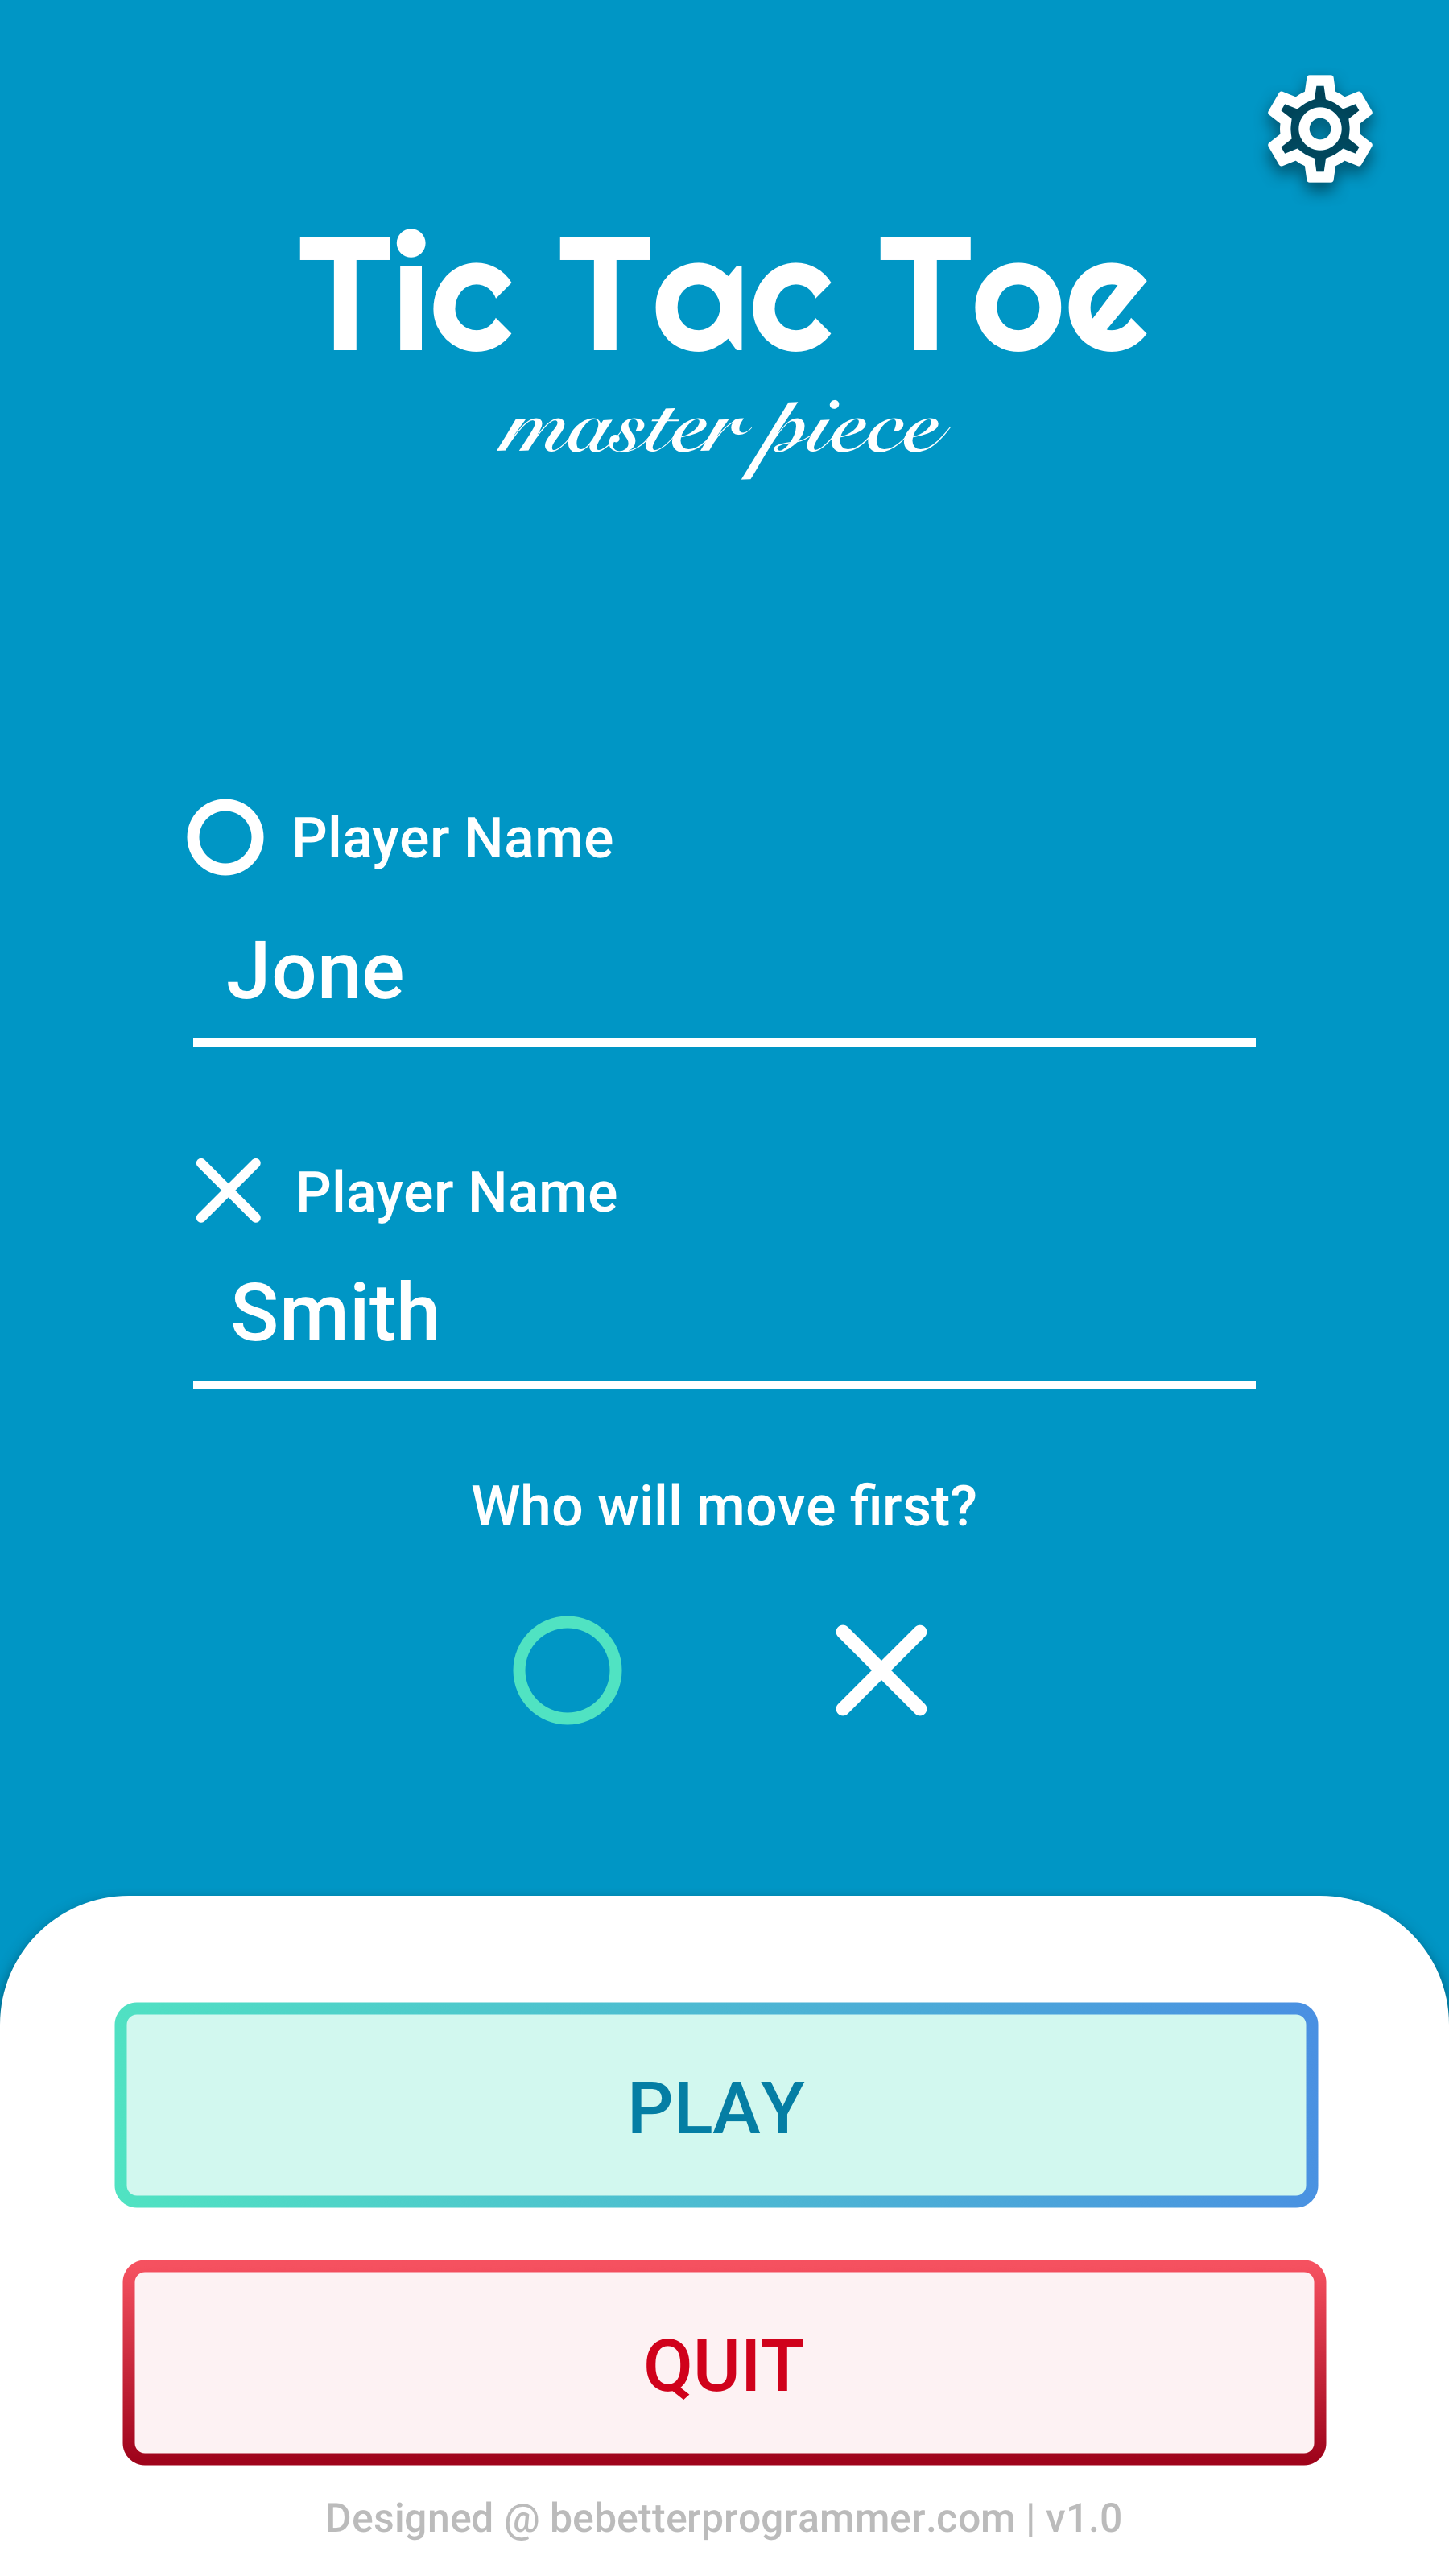 Tic Tac Toe
master piece
Player Name
Jone
Player Name
Smith
Who will move first?
PLAY
QUIT
Designed @ bebetterprogrammer.com | v1.0